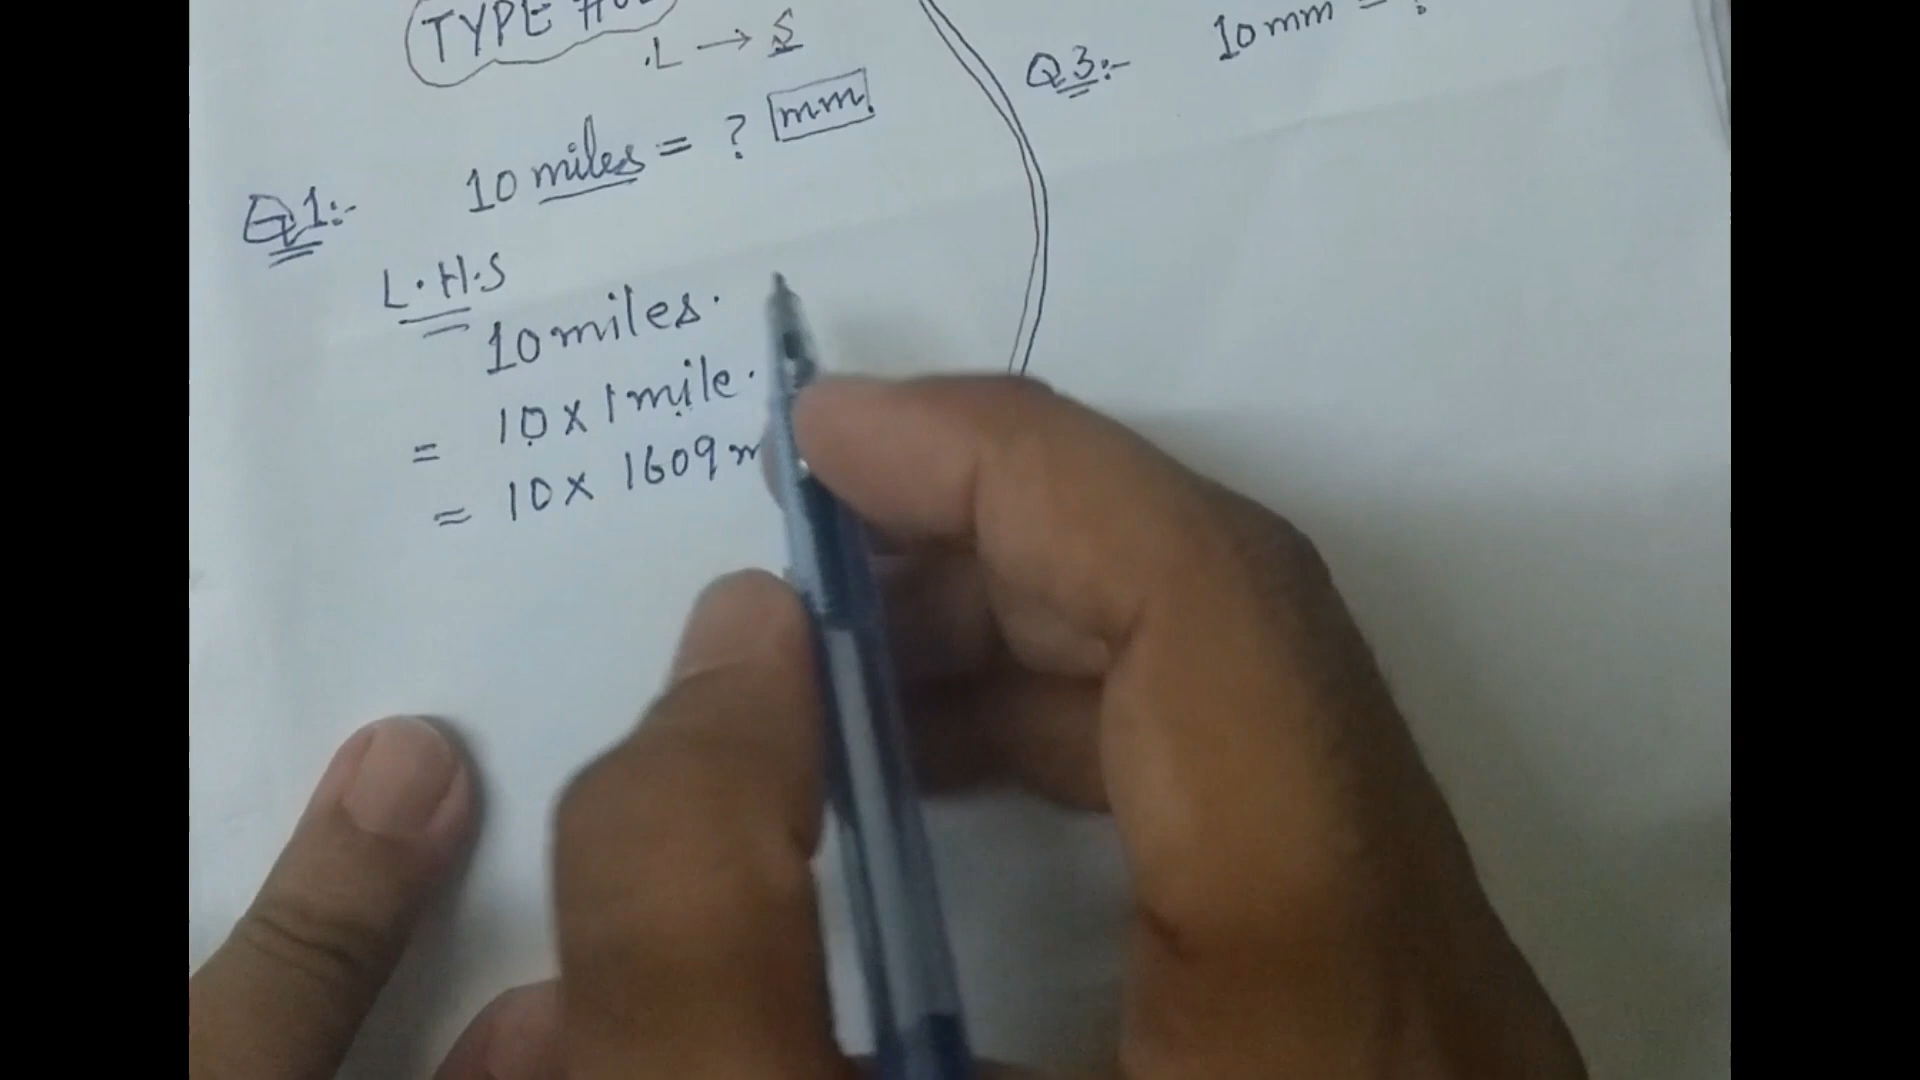 TYPE
L → S
Q1:- 10 miles = ? mm.
L.H.S
10 miles.
= 10 x 1 mile.
= 10 x 1609 m
Q3:- 10 mm = ?